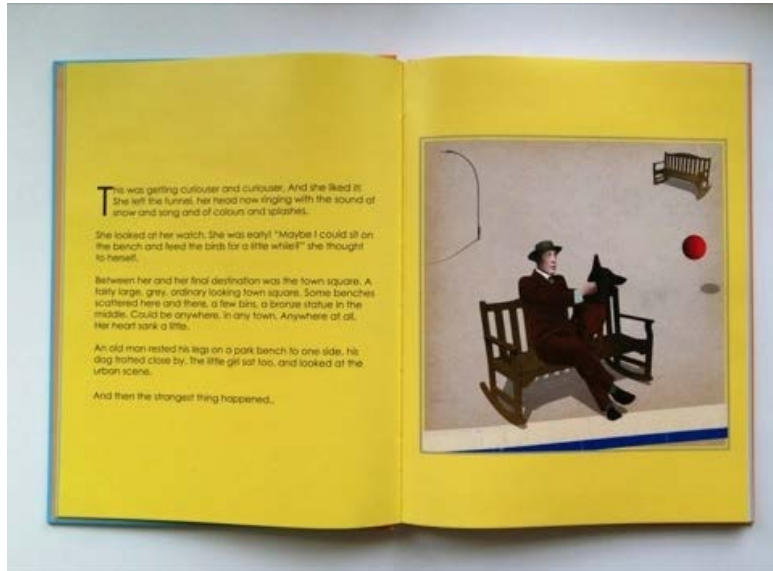 This was getting curiouser and curiouser. And she liked it!
She left the tunnel, her head now ringing with the sound of
snow and song and of colours and splashes.
She looked at her watch. She was early! "Maybe I could sit on
the bench and feed the birds for a little while?" she thought
to herself.
Between her and her final destination was the town square. A
fairly large, grey, ordinary looking town square. Some benches
scattered here and there, a few bins, a bronze statue in the
middle. Could be anywhere, in any town. Anywhere at all.
Her heart sank a little.
An old man rested his legs on a park bench to one side, his
dog trotted close by. The little girl sat too, and looked at the
urban scene.
And then the strangest thing happened..